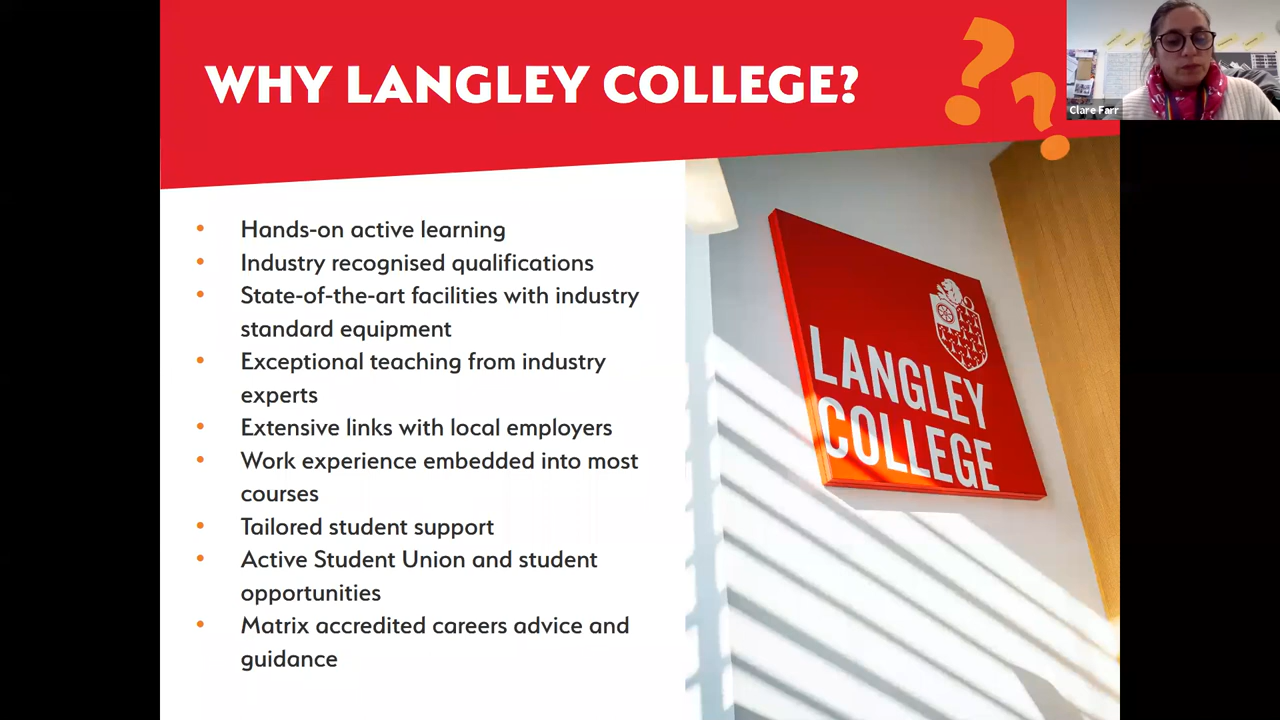 WHY LANGLEY COLLEGE?
??
Clare Farr
• Hands-on active learning
• Industry recognised qualifications
• State-of-the-art facilities with industry
standard equipment
• Exceptional teaching from industry
experts
• Extensive links with local employers
• Work experience embedded into most
courses
• Tailored student support
• Active Student Union and student
opportunities
• Matrix accredited careers advice and
guidance
LANGLEY
COLLEGE